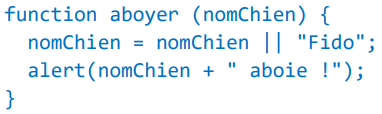 function aboyer (nomChien) {
  nomChien = nomChien || "Fido";
  alert(nomChien + " aboie !");
}